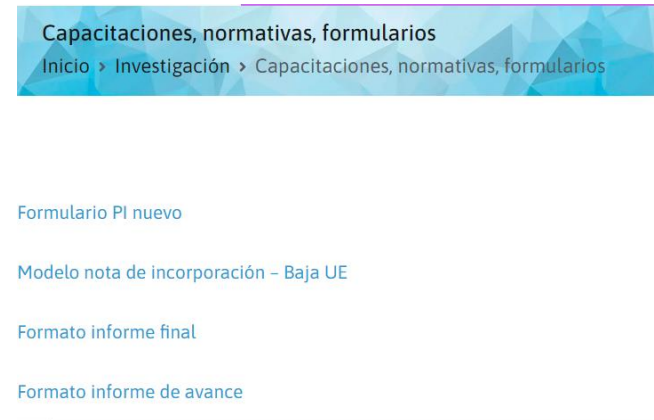 Capacitaciones, normativas, formularios
Inicio › Investigación › Capacitaciones, normativas, formularios
Formulario PI nuevo
Modelo nota de incorporación – Baja UE
Formato informe final
Formato informe de avance